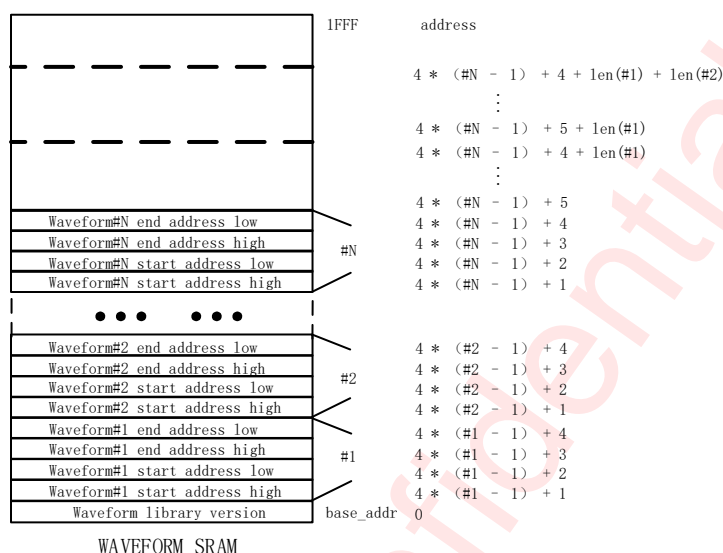 1FFF address
4 * (#N - 1) + 4 + len(#1) + len(#2)
⋮
4 * (#N - 1) + 5 + len(#1)
4 * (#N - 1) + 4 + len(#1)
⋮
4 * (#N - 1) + 5
Waveform#N end address low 4 * (#N - 1) + 4
Waveform#N end address high 4 * (#N - 1) + 3
#N
Waveform#N start address low 4 * (#N - 1) + 2
Waveform#N start address high 4 * (#N - 1) + 1
••• •••
Waveform#2 end address low 4 * (#2 - 1) + 4
Waveform#2 end address high 4 * (#2 - 1) + 3
#2
Waveform#2 start address low 4 * (#2 - 1) + 2
Waveform#2 start address high 4 * (#2 - 1) + 1
Waveform#1 end address low 4 * (#1 - 1) + 4
Waveform#1 end address high 4 * (#1 - 1) + 3
#1
Waveform#1 start address low 4 * (#1 - 1) + 2
Waveform#1 start address high 4 * (#1 - 1) + 1
Waveform library version base_addr 0
WAVEFORM SRAM
fidential